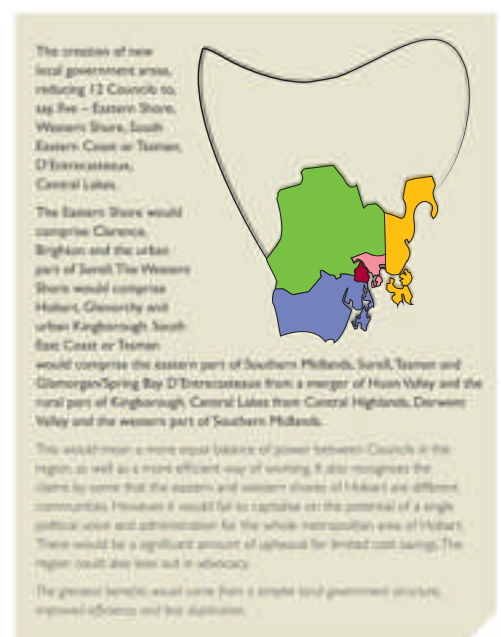 The creation of new
local government areas,
reducing 12 Councils to,
say, five – Eastern Shore,
Western Shore, South
Eastern Coast or Tasman,
D'Entrecasteaux,
Central Lakes.
The Eastern Shore would
comprise Clarence,
Brighton and the urban
part of Sorell. The Western
Shore would comprise
Hobart, Glenorchy and
urban Kingborough. South
East Coast or Tasman
would comprise the eastern part of Southern Midlands, Sorell, Tasman and
Glamorgan/Spring Bay. D'Entrecasteaux from a merger of Huon Valley and the
rural part of Kingborough. Central Lakes from Central Highlands, Derwent
Valley and the western part of Southern Midlands.
This would mean a more equal balance of power between Councils in the
region, as well as a more efficient way of working. It also recognises the
claims by some that the eastern and western shores of Hobart are different
communities. However it would fail to capitalise on the potential of a single
political voice and administration for the whole metropolitan area of Hobart.
There would be a significant amount of upheaval for limited cost savings. The
region could also lose out in advocacy.
The greatest benefits would come from a simpler local government structure,
improved efficiency and less duplication.